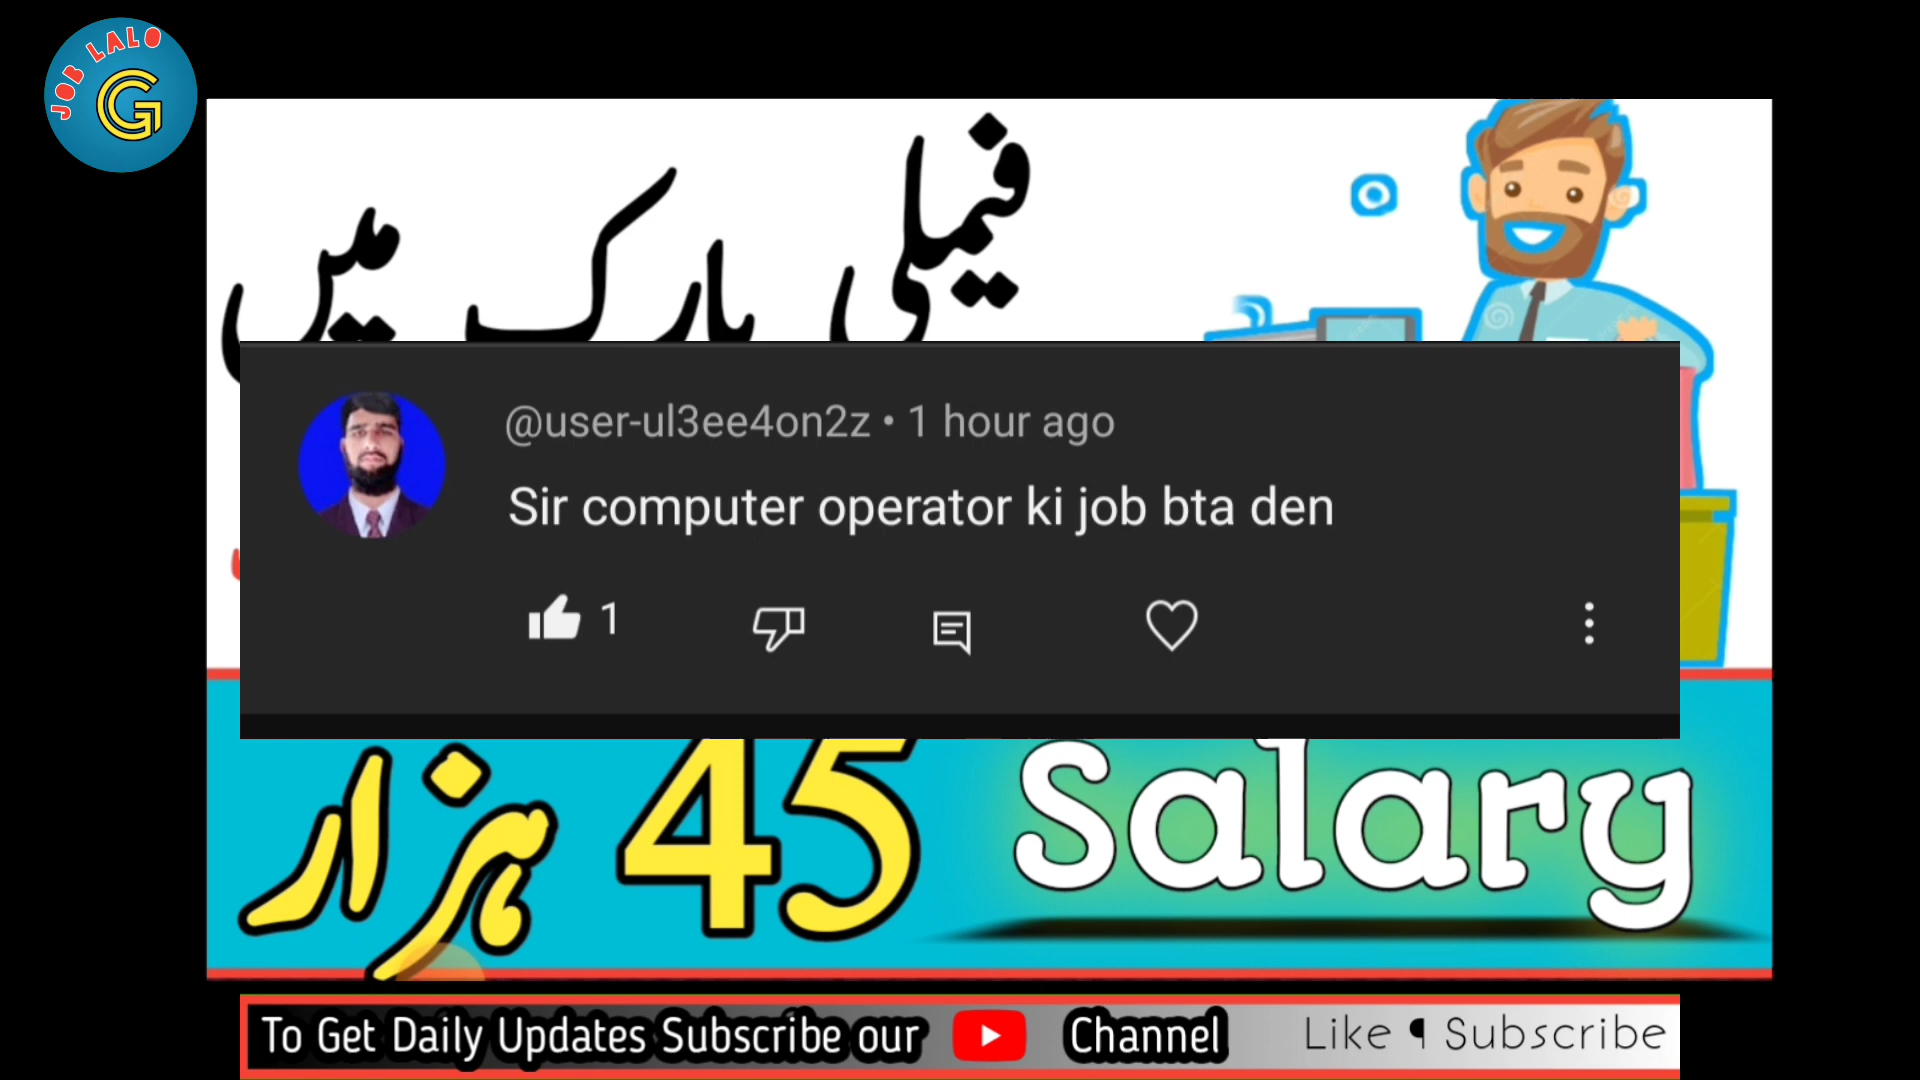 JOB LALO
G
فیملی پارک میں
@user-ul3ee4on2z • 1 hour ago
Sir computer operator ki job bta den
1
Salary 45 ہزار
To Get Daily Updates Subscribe our Channel
Like ¶ Subscribe